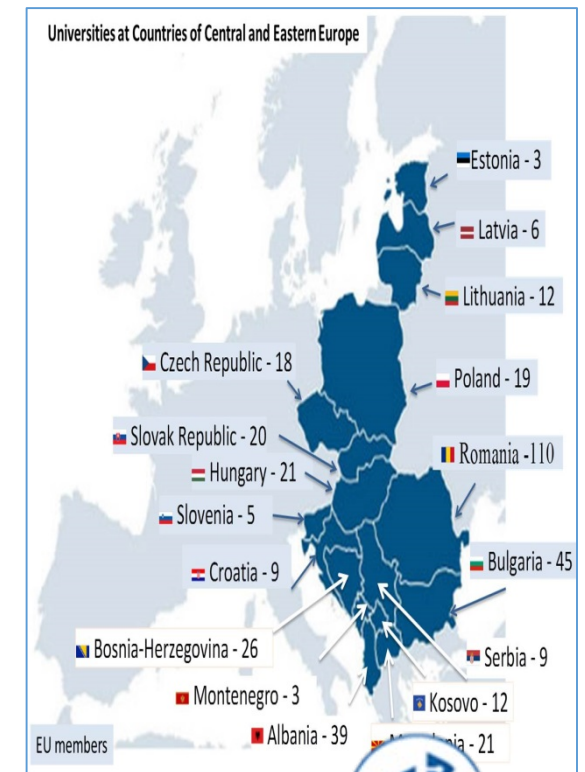 Universities at Countries of Central and Eastern Europe
Estonia - 3
Latvia - 6
Lithuania - 12
Czech Republic - 18
Poland - 19
Slovak Republic - 20
Romania -110
Hungary - 21
Slovenia - 5
Bulgaria - 45
Croatia - 9
Bosnia-Herzegovina - 26
Serbia - 9
Montenegro - 3
Kosovo - 12
Albania - 39
- 21
EU members